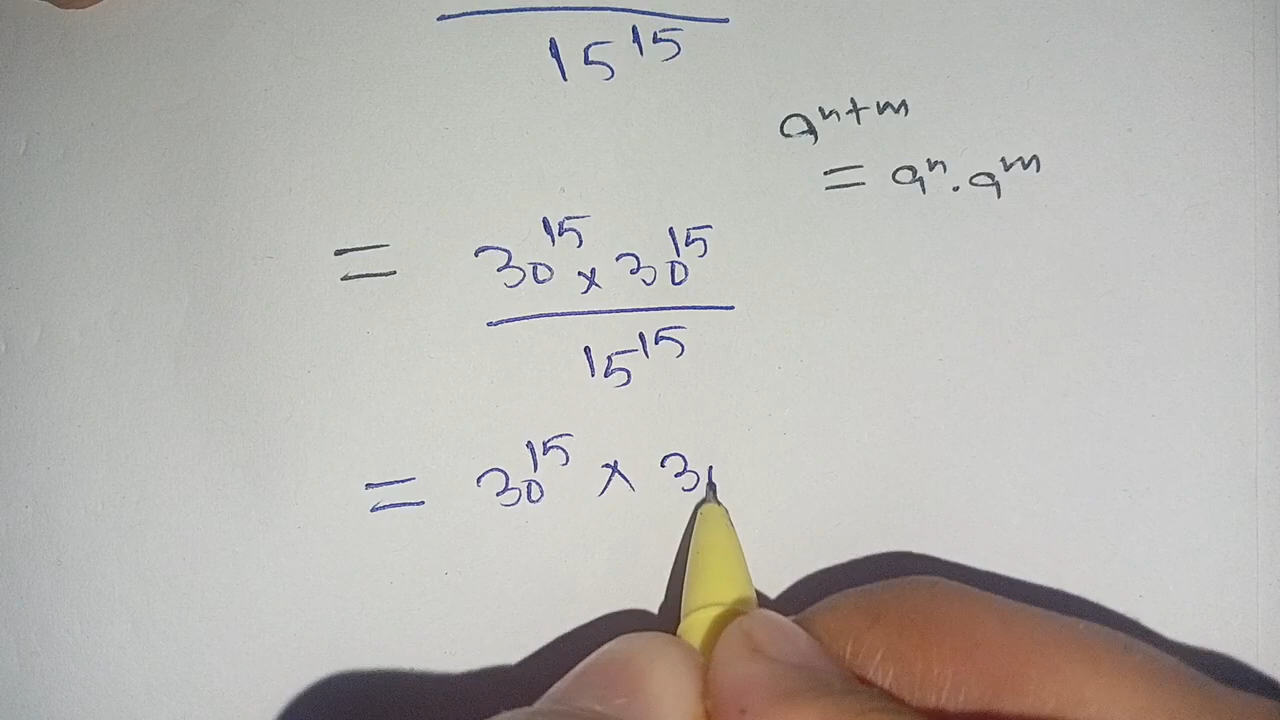 15^15
a^n+m
= a^n . a^m
= 30^15 × 30^15
15^15
= 30^15 × 3